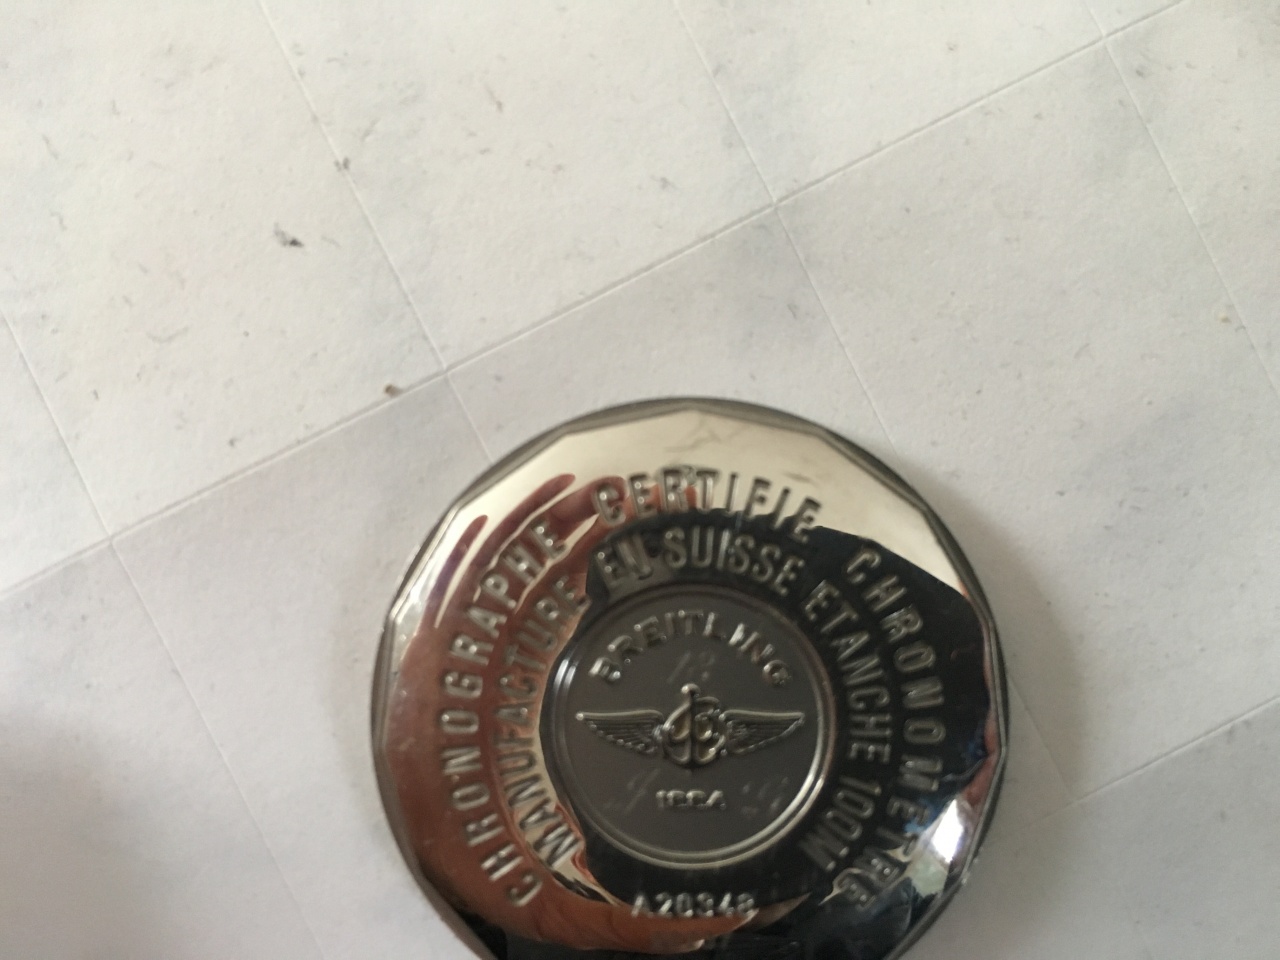 CHRONOGRAPHE CERTIFIE CHRONOMETRE
MANUFACTURE EN SUISSE ETANCHE 100M
BREITLING
1884
A20348